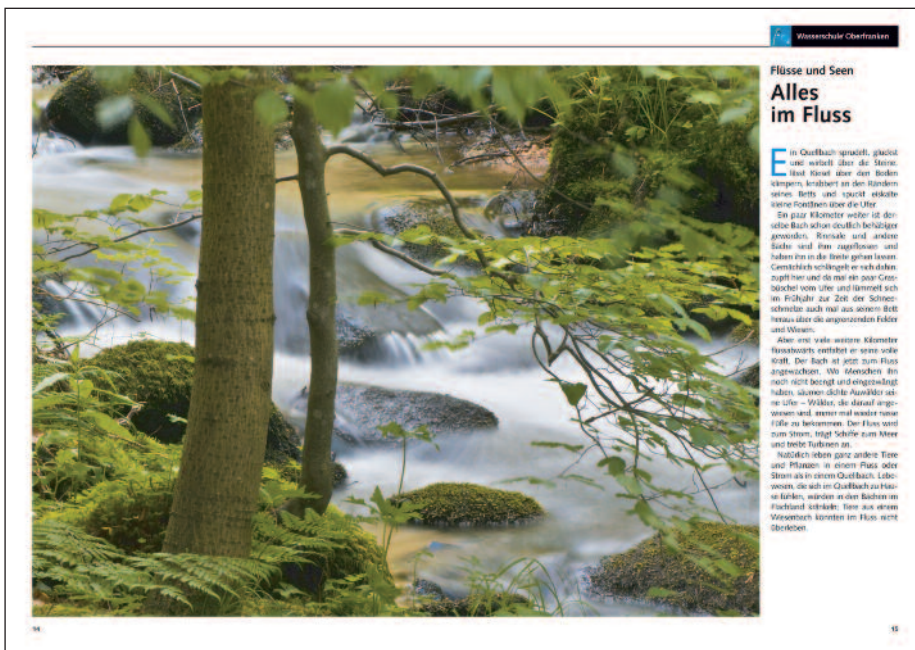 Wasserschule Oberfranken
Flüsse und Seen
Alles
im Fluss
Ein Quellbach sprudelt, gluckst
und wirbelt über die Steine,
lässt Kiesel über den Boden
klimpern, knabbert an den Rändern
seines Betts und spuckt eiskalte
kleine Fontänen über die Ufer.
Ein paar Kilometer weiter ist der-
selbe Bach schon deutlich behäbiger
geworden. Rinnsale und andere
Bäche sind ihm zugeflossen und
haben ihn in die Breite gehen lassen.
Gemächlich schlängelt er sich dahin,
zupft hier und da mal ein paar Gras-
büschel vom Ufer und lümmelt sich
im Frühjahr zur Zeit der Schnee-
schmelze auch mal aus seinem Bett
heraus über die angrenzenden Felder
und Wiesen.
Aber erst viele weitere Kilometer
flussabwärts entfaltet er seine volle
Kraft. Der Bach ist jetzt zum Fluss
angewachsen. Wo Menschen ihn
noch nicht beengt und eingezwängt
haben, säumen dichte Auwälder sei-
ne Ufer – Wälder, die darauf ange-
wiesen sind, immer mal wieder nasse
Füße zu bekommen. Der Fluss wird
zum Strom, trägt Schiffe zum Meer
und treibt Turbinen an.
Natürlich leben ganz andere Tiere
und Pflanzen in einem Fluss oder
Strom als in einem Quellbach. Lebe-
wesen, die sich im Quellbach zu Hau-
se fühlen, würden in den Bächen im
Flachland kränkeln; Tiere aus einem
Wiesenbach könnten im Fluss nicht
überleben.
14
15